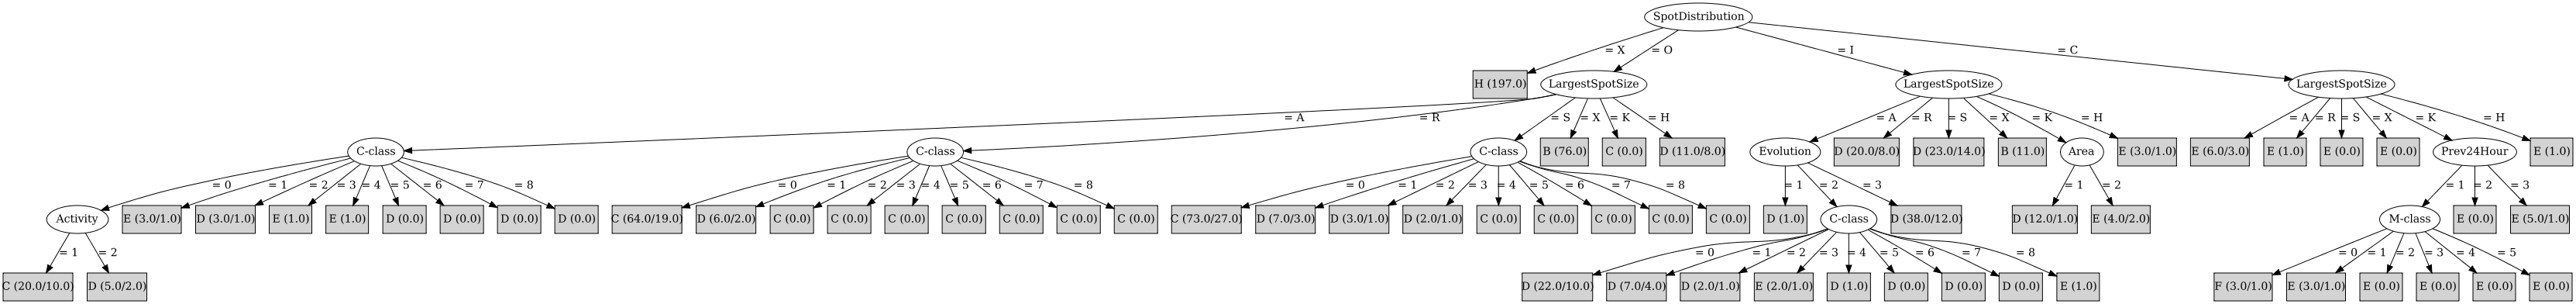 SpotDistribution
= X = O = I = C
H (197.0) LargestSpotSize LargestSpotSize LargestSpotSize
= A = R = S = X = K = H = A = R = S = X = K = H = A = R = S = X = K = H
C-class C-class C-class B (76.0) C (0.0) D (11.0/8.0) Evolution D (20.0/8.0) D (23.0/14.0) B (11.0) Area E (3.0/1.0) E (6.0/3.0) E (1.0) E (0.0) E (0.0) Prev24Hour E (1.0)
= 0 = 1 = 2 = 3 = 4 = 5 = 6 = 7 = 8 = 0 = 1 = 2 = 3 = 4 = 5 = 6 = 7 = 8 = 0 = 1 = 2 = 3 = 4 = 5 = 6 = 7 = 8 = 1 = 2 = 3 = 1 = 2 = 1 = 2 = 3
Activity E (3.0/1.0) D (3.0/1.0) E (1.0) E (1.0) D (0.0) D (0.0) D (0.0) D (0.0) C (64.0/19.0) D (6.0/2.0) C (0.0) C (0.0) C (0.0) C (0.0) C (0.0) C (0.0) C (0.0) C (73.0/27.0) D (7.0/3.0) D (3.0/1.0) D (2.0/1.0) C (0.0) C (0.0) C (0.0) C (0.0) C (0.0) D (1.0) C-class D (38.0/12.0) D (12.0/1.0) E (4.0/2.0) M-class E (0.0) E (5.0/1.0)
= 1 = 2 = 0 = 1 = 2 = 3 = 4 = 5 = 6 = 7 = 8 = 0 = 1 = 2 = 3 = 4 = 5
C (20.0/10.0) D (5.0/2.0) D (22.0/10.0) D (7.0/4.0) D (2.0/1.0) E (2.0/1.0) D (1.0) D (0.0) D (0.0) D (0.0) E (1.0) F (3.0/1.0) E (3.0/1.0) E (0.0) E (0.0) E (0.0) E (0.0)